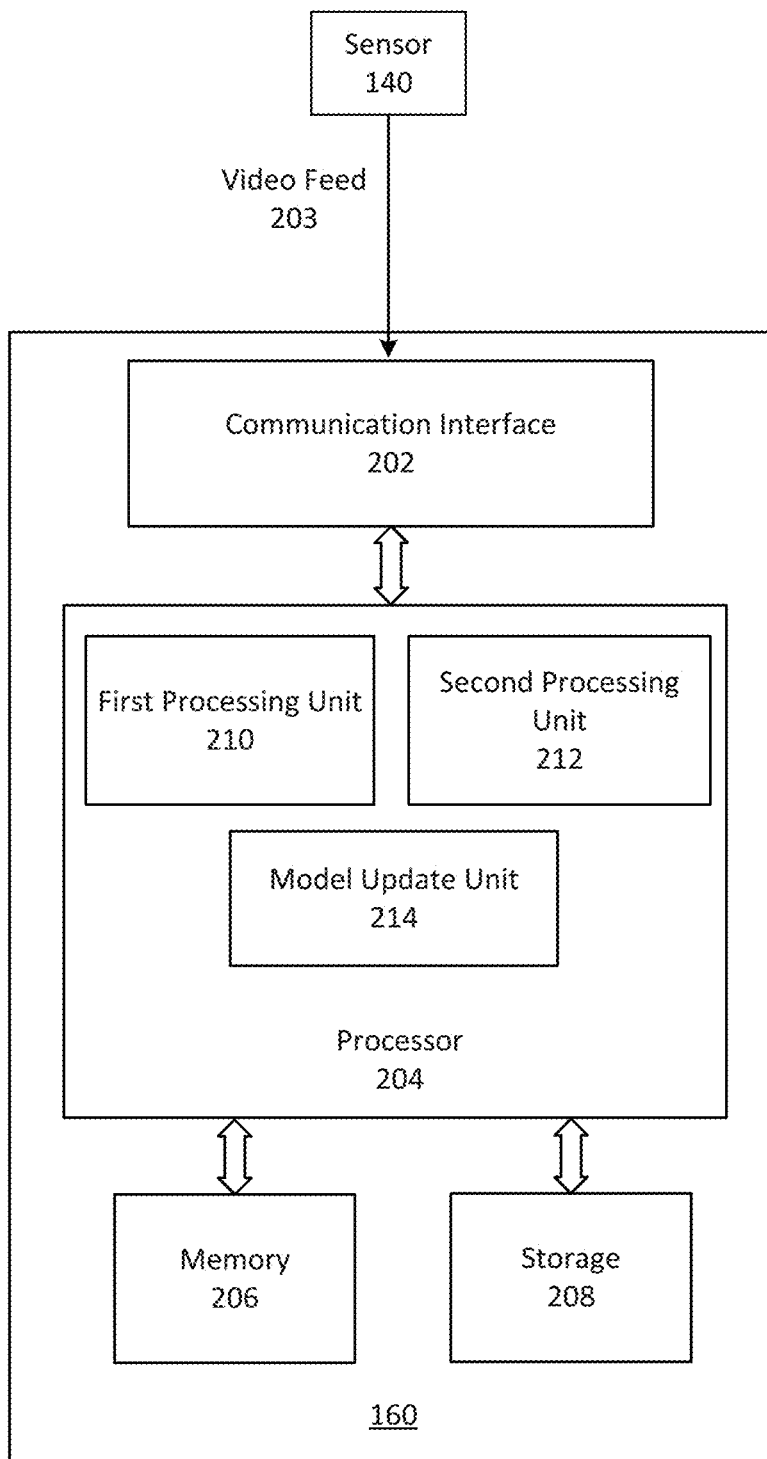 Sensor
140
Video Feed
203
Communication Interface
202
First Processing Unit
210
Second Processing
Unit
212
Model Update Unit
214
Processor
204
Memory
206
Storage
208
160